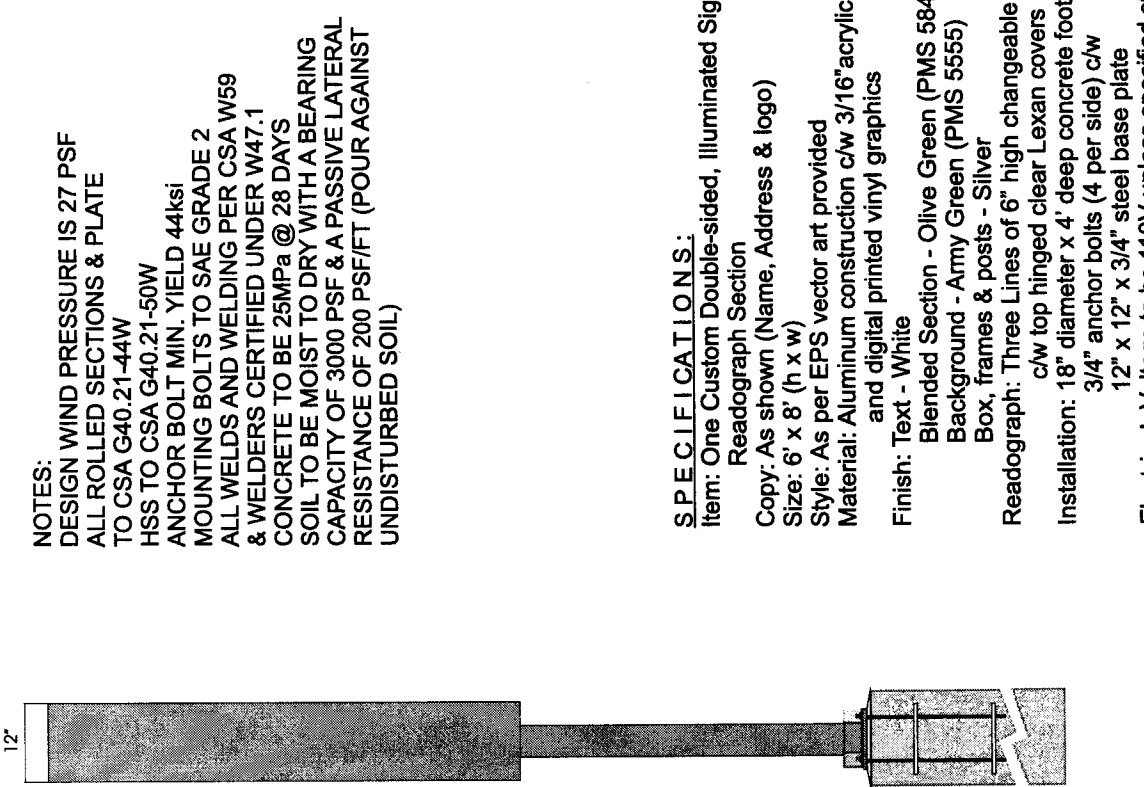 12"
NOTES:
DESIGN WIND PRESSURE IS 27 PSF
ALL ROLLED SECTIONS & PLATE
TO CSA G40.21-44W
HSS TO CSA G40.21-50W
ANCHOR BOLT MIN. YIELD 44ksi
MOUNTING BOLTS TO SAE GRADE 2
ALL WELDS AND WELDING PER CSA W59
& WELDERS CERTIFIED UNDER W47.1
CONCRETE TO BE 25MPa @ 28 DAYS
SOIL TO BE MOIST TO DRY WITH A BEARING
CAPACITY OF 3000 PSF & A PASSIVE LATERAL
RESISTANCE OF 200 PSF/FT (POUR AGAINST
UNDISTURBED SOIL)
SPECIFICATIONS:
Item: One Custom Double-sided, Illuminated Sig
Readograph Section
Copy: As shown (Name, Address & logo)
Size: 6' x 8' (h x w)
Style: As per EPS vector art provided
Material: Aluminum construction c/w 3/16"acrylic
and digital printed vinyl graphics
Finish: Text - White
Blended Section - Olive Green (PMS 584
Background - Army Green (PMS 5555)
Box, frames & posts - Silver
Readograph: Three Lines of 6" high changeable
c/w top hinged clear Lexan covers
Installation: 18" diameter x 4' deep concrete foot
3/4" anchor bolts (4 per side) c/w
12" x 12" x 3/4" steel base plate